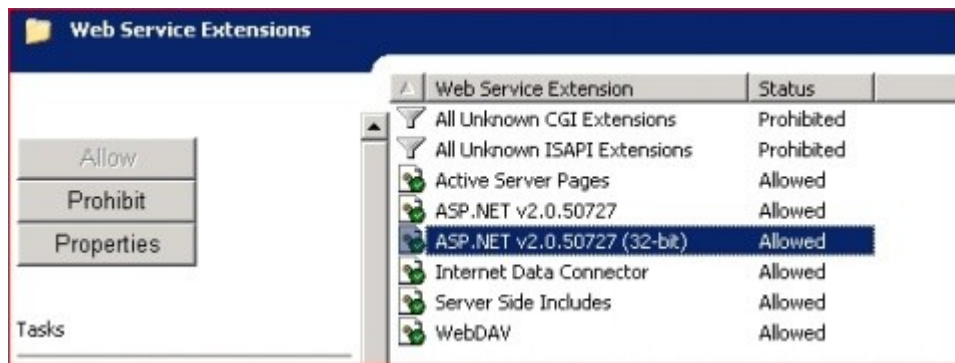 Web Service Extensions
Web Service Extension Status
All Unknown CGI Extensions Prohibited
All Unknown ISAPI Extensions Prohibited
Allow
Active Server Pages Allowed
Prohibit
ASP.NET v2.0.50727 Allowed
Properties
ASP.NET v2.0.50727 (32-bit) Allowed
Internet Data Connector Allowed
Server Side Includes Allowed
Tasks
WebDAV Allowed